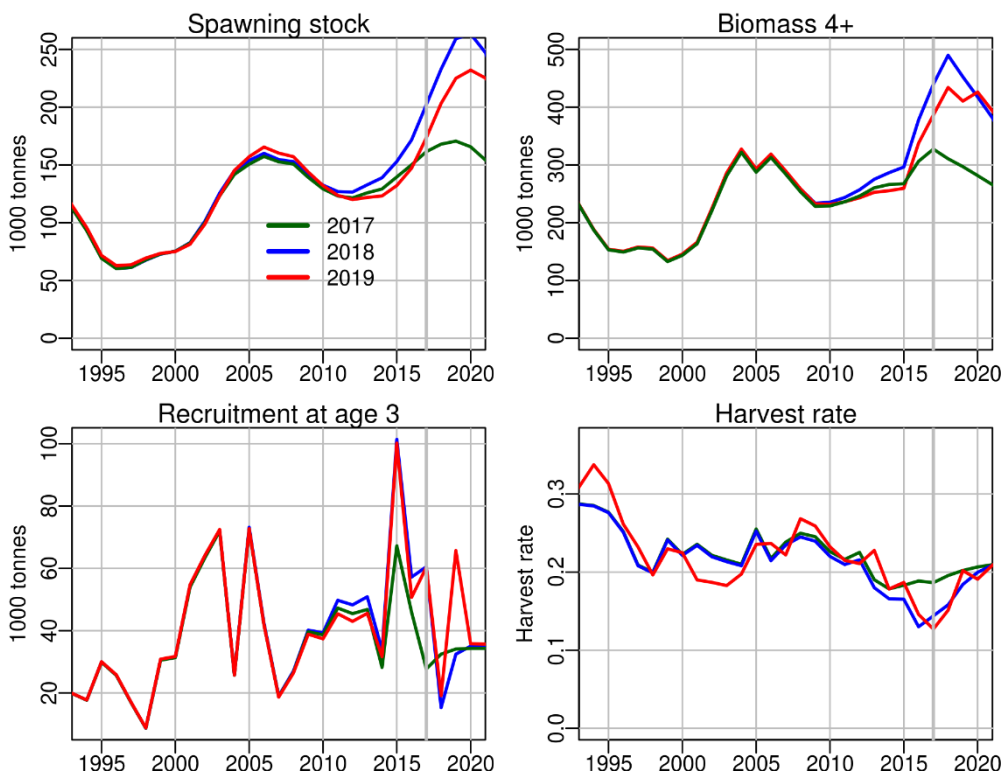 Spawning stock
1000 tonnes
250
200
150
100
50
0
2017
2018
2019
1995 2000 2005 2010 2015 2020
Biomass 4+
1000 tonnes
500
400
300
200
100
0
1995 2000 2005 2010 2015 2020
Recruitment at age 3
1000 tonnes
100
80
60
40
20
1995 2000 2005 2010 2015 2020
Harvest rate
Harvest rate
0.3
0.2
0.1
0.0
1995 2000 2005 2010 2015 2020